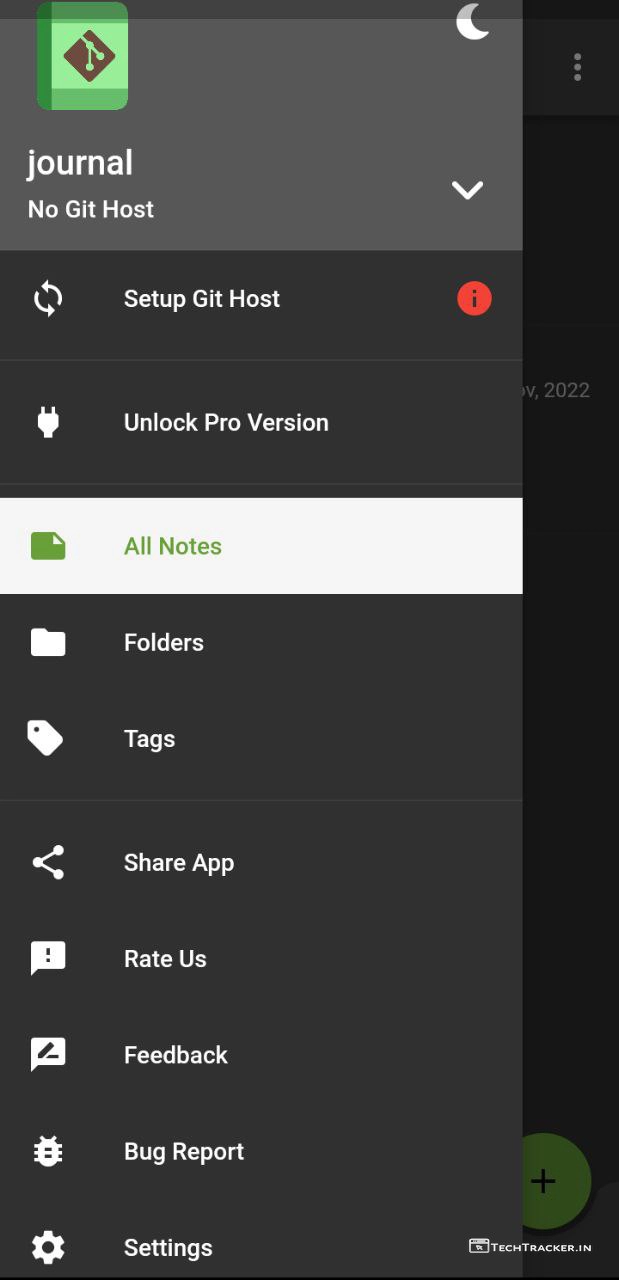 journal
No Git Host
Setup Git Host
Unlock Pro Version
ov, 2022
All Notes
Folders
Tags
Share App
Rate Us
Feedback
Bug Report
Settings
TechTracker.in